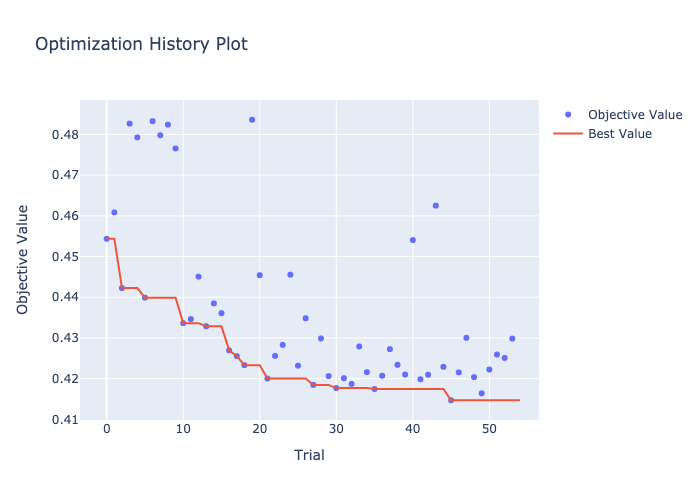 Optimization History Plot
Objective Value
Best Value
0.48
0.47
0.46
0.45
0.44
0.43
0.42
0.41
Objective Value
0
10
20
30
40
50
Trial